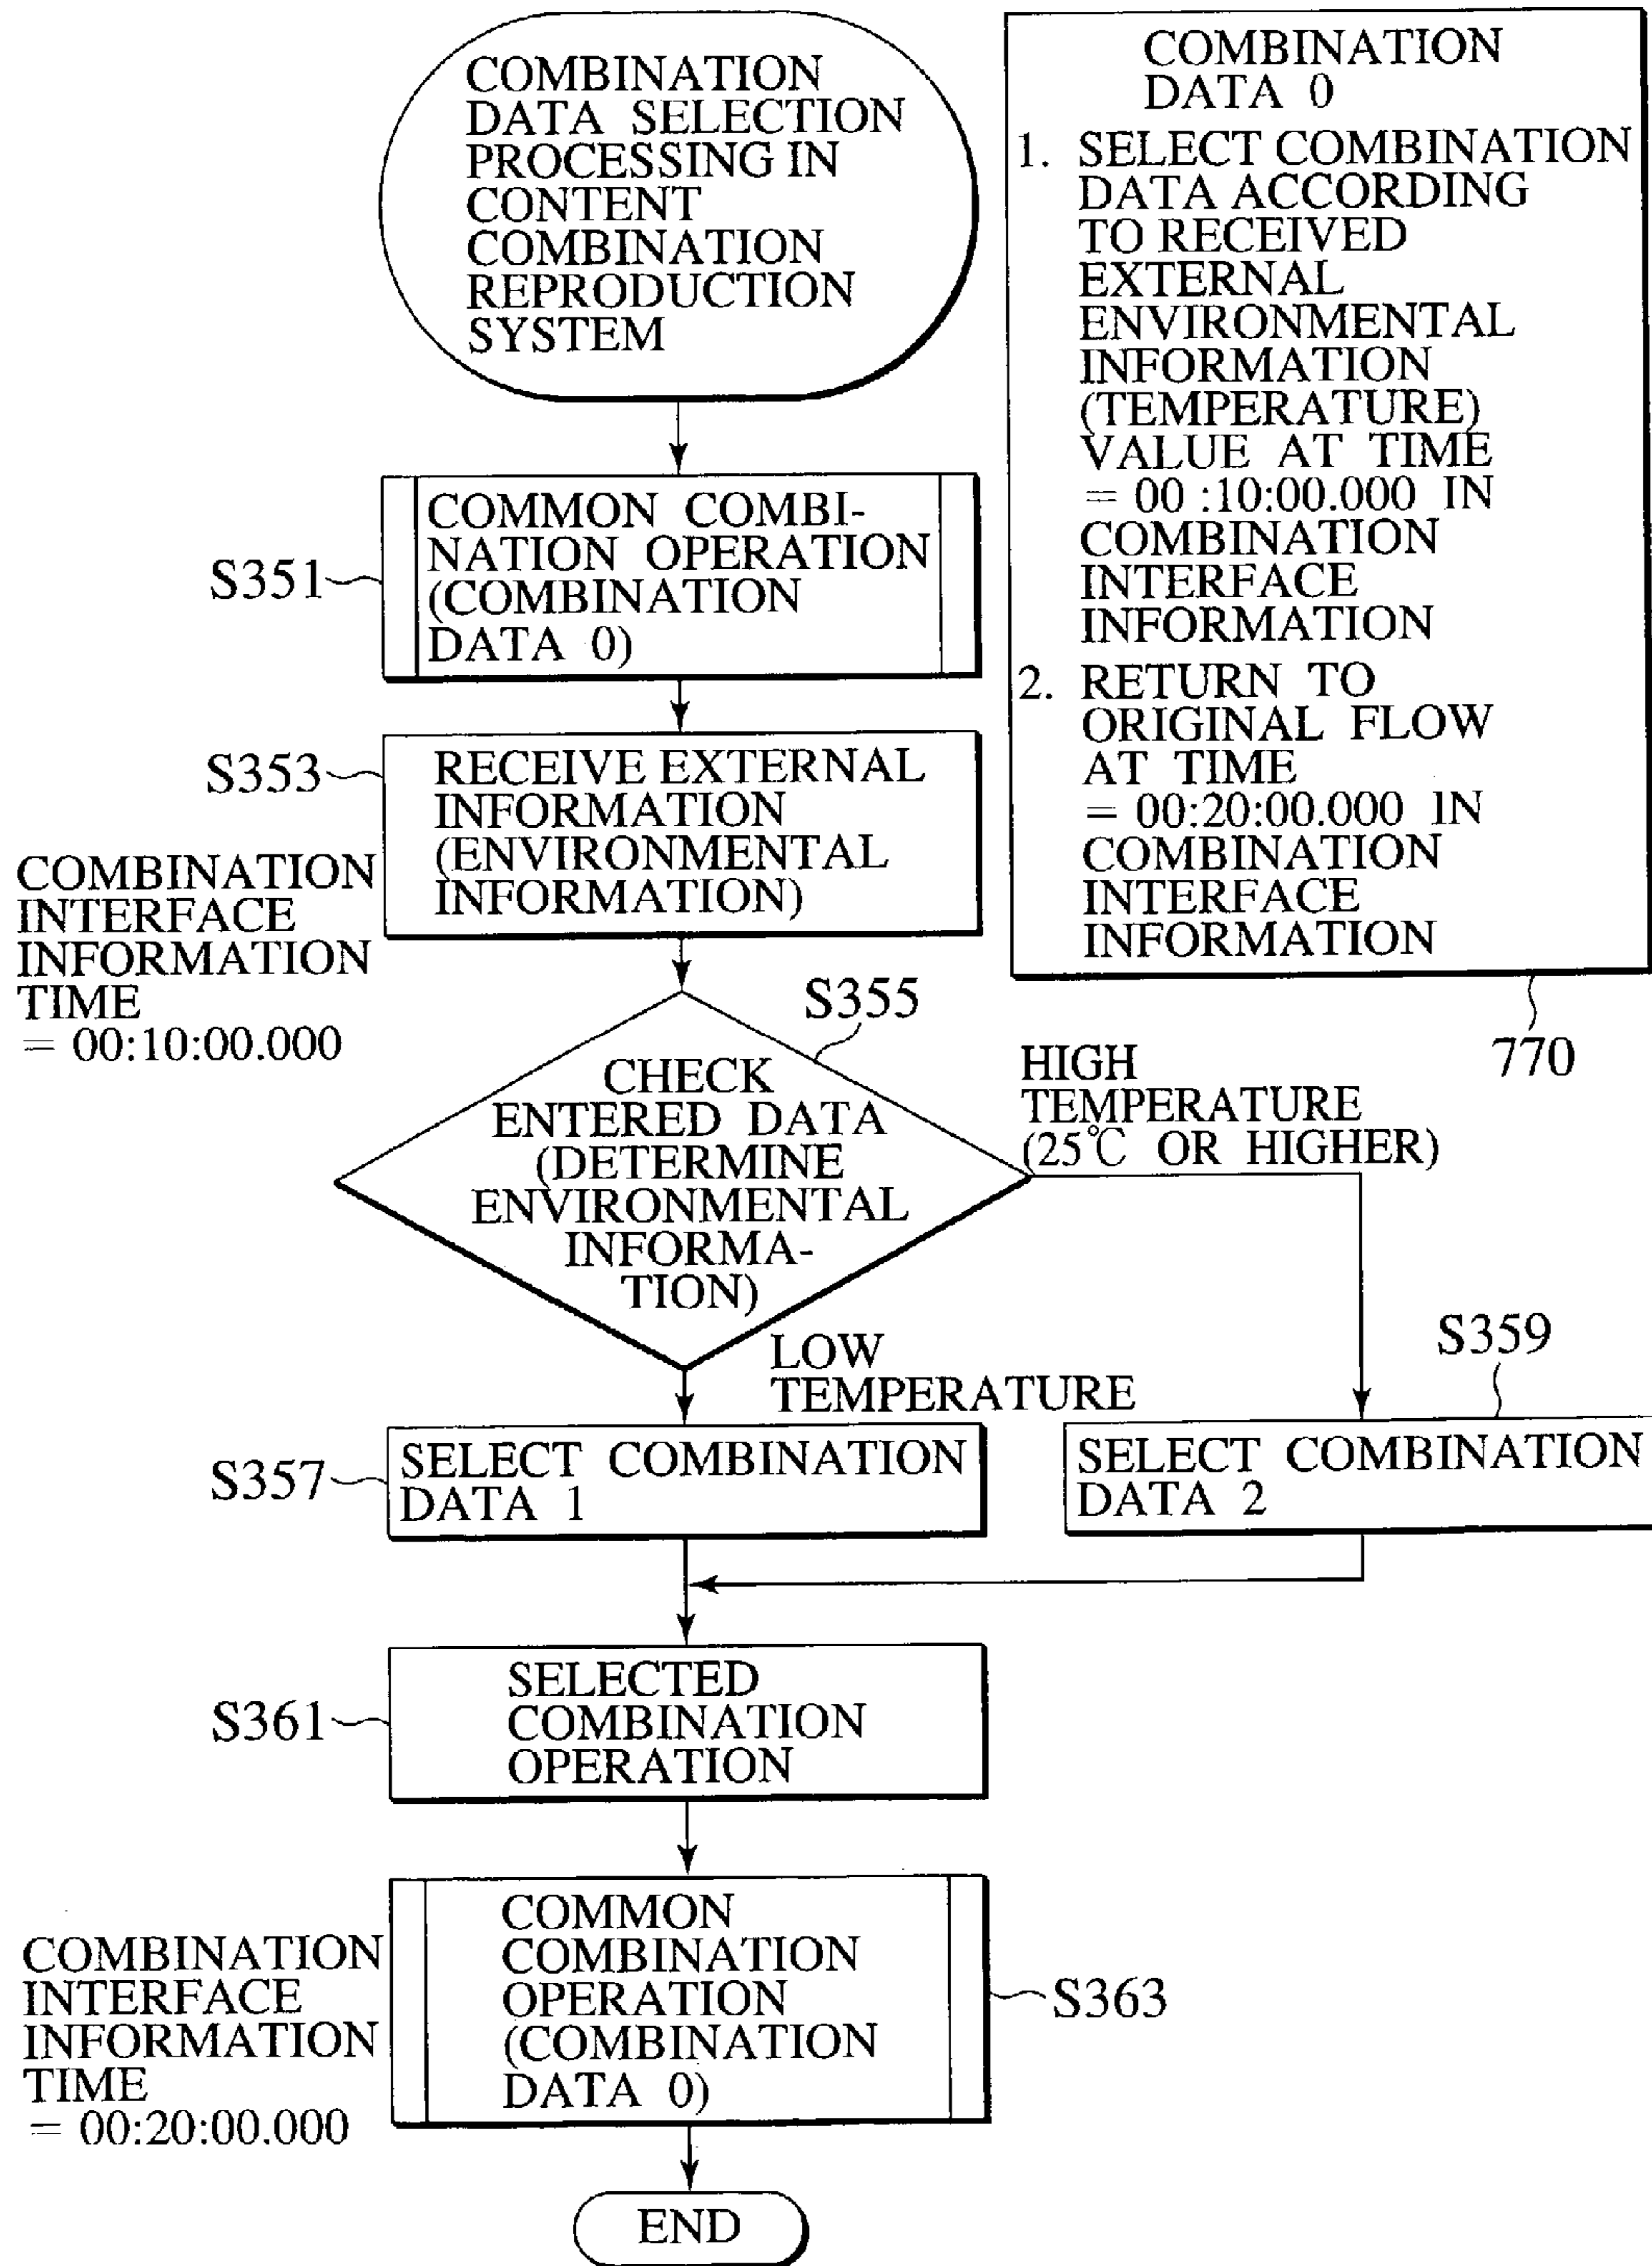 COMBINATION
DATA SELECTION
PROCESSING IN
CONTENT
COMBINATION
REPRODUCTION
SYSTEM
COMBINATION
DATA 0
1. SELECT COMBINATION
DATA ACCORDING
TO RECEIVED
EXTERNAL
ENVIRONMENTAL
INFORMATION
(TEMPERATURE)
VALUE AT TIME
= 00 :10:00.000 IN
COMBINATION
INTERFACE
INFORMATION
2. RETURN TO
ORIGINAL FLOW
AT TIME
= 00:20:00.000 IN
COMBINATION
INTERFACE
INFORMATION
770
S351
COMMON COMBI-
NATION OPERATION
(COMBINATION
DATA 0)
S353
RECEIVE EXTERNAL
INFORMATION
(ENVIRONMENTAL
INFORMATION)
COMBINATION
INTERFACE
INFORMATION
TIME
= 00:10:00.000
S355
CHECK
ENTERED DATA
(DETERMINE
ENVIRONMENTAL
INFORMA-
TION)
HIGH
TEMPERATURE
(25℃ OR HIGHER)
LOW
TEMPERATURE
S357
SELECT COMBINATION
DATA 1
S359
SELECT COMBINATION
DATA 2
S361
SELECTED
COMBINATION
OPERATION
COMBINATION
INTERFACE
INFORMATION
TIME
= 00:20:00.000
COMMON
COMBINATION
OPERATION
(COMBINATION
DATA 0)
S363
END